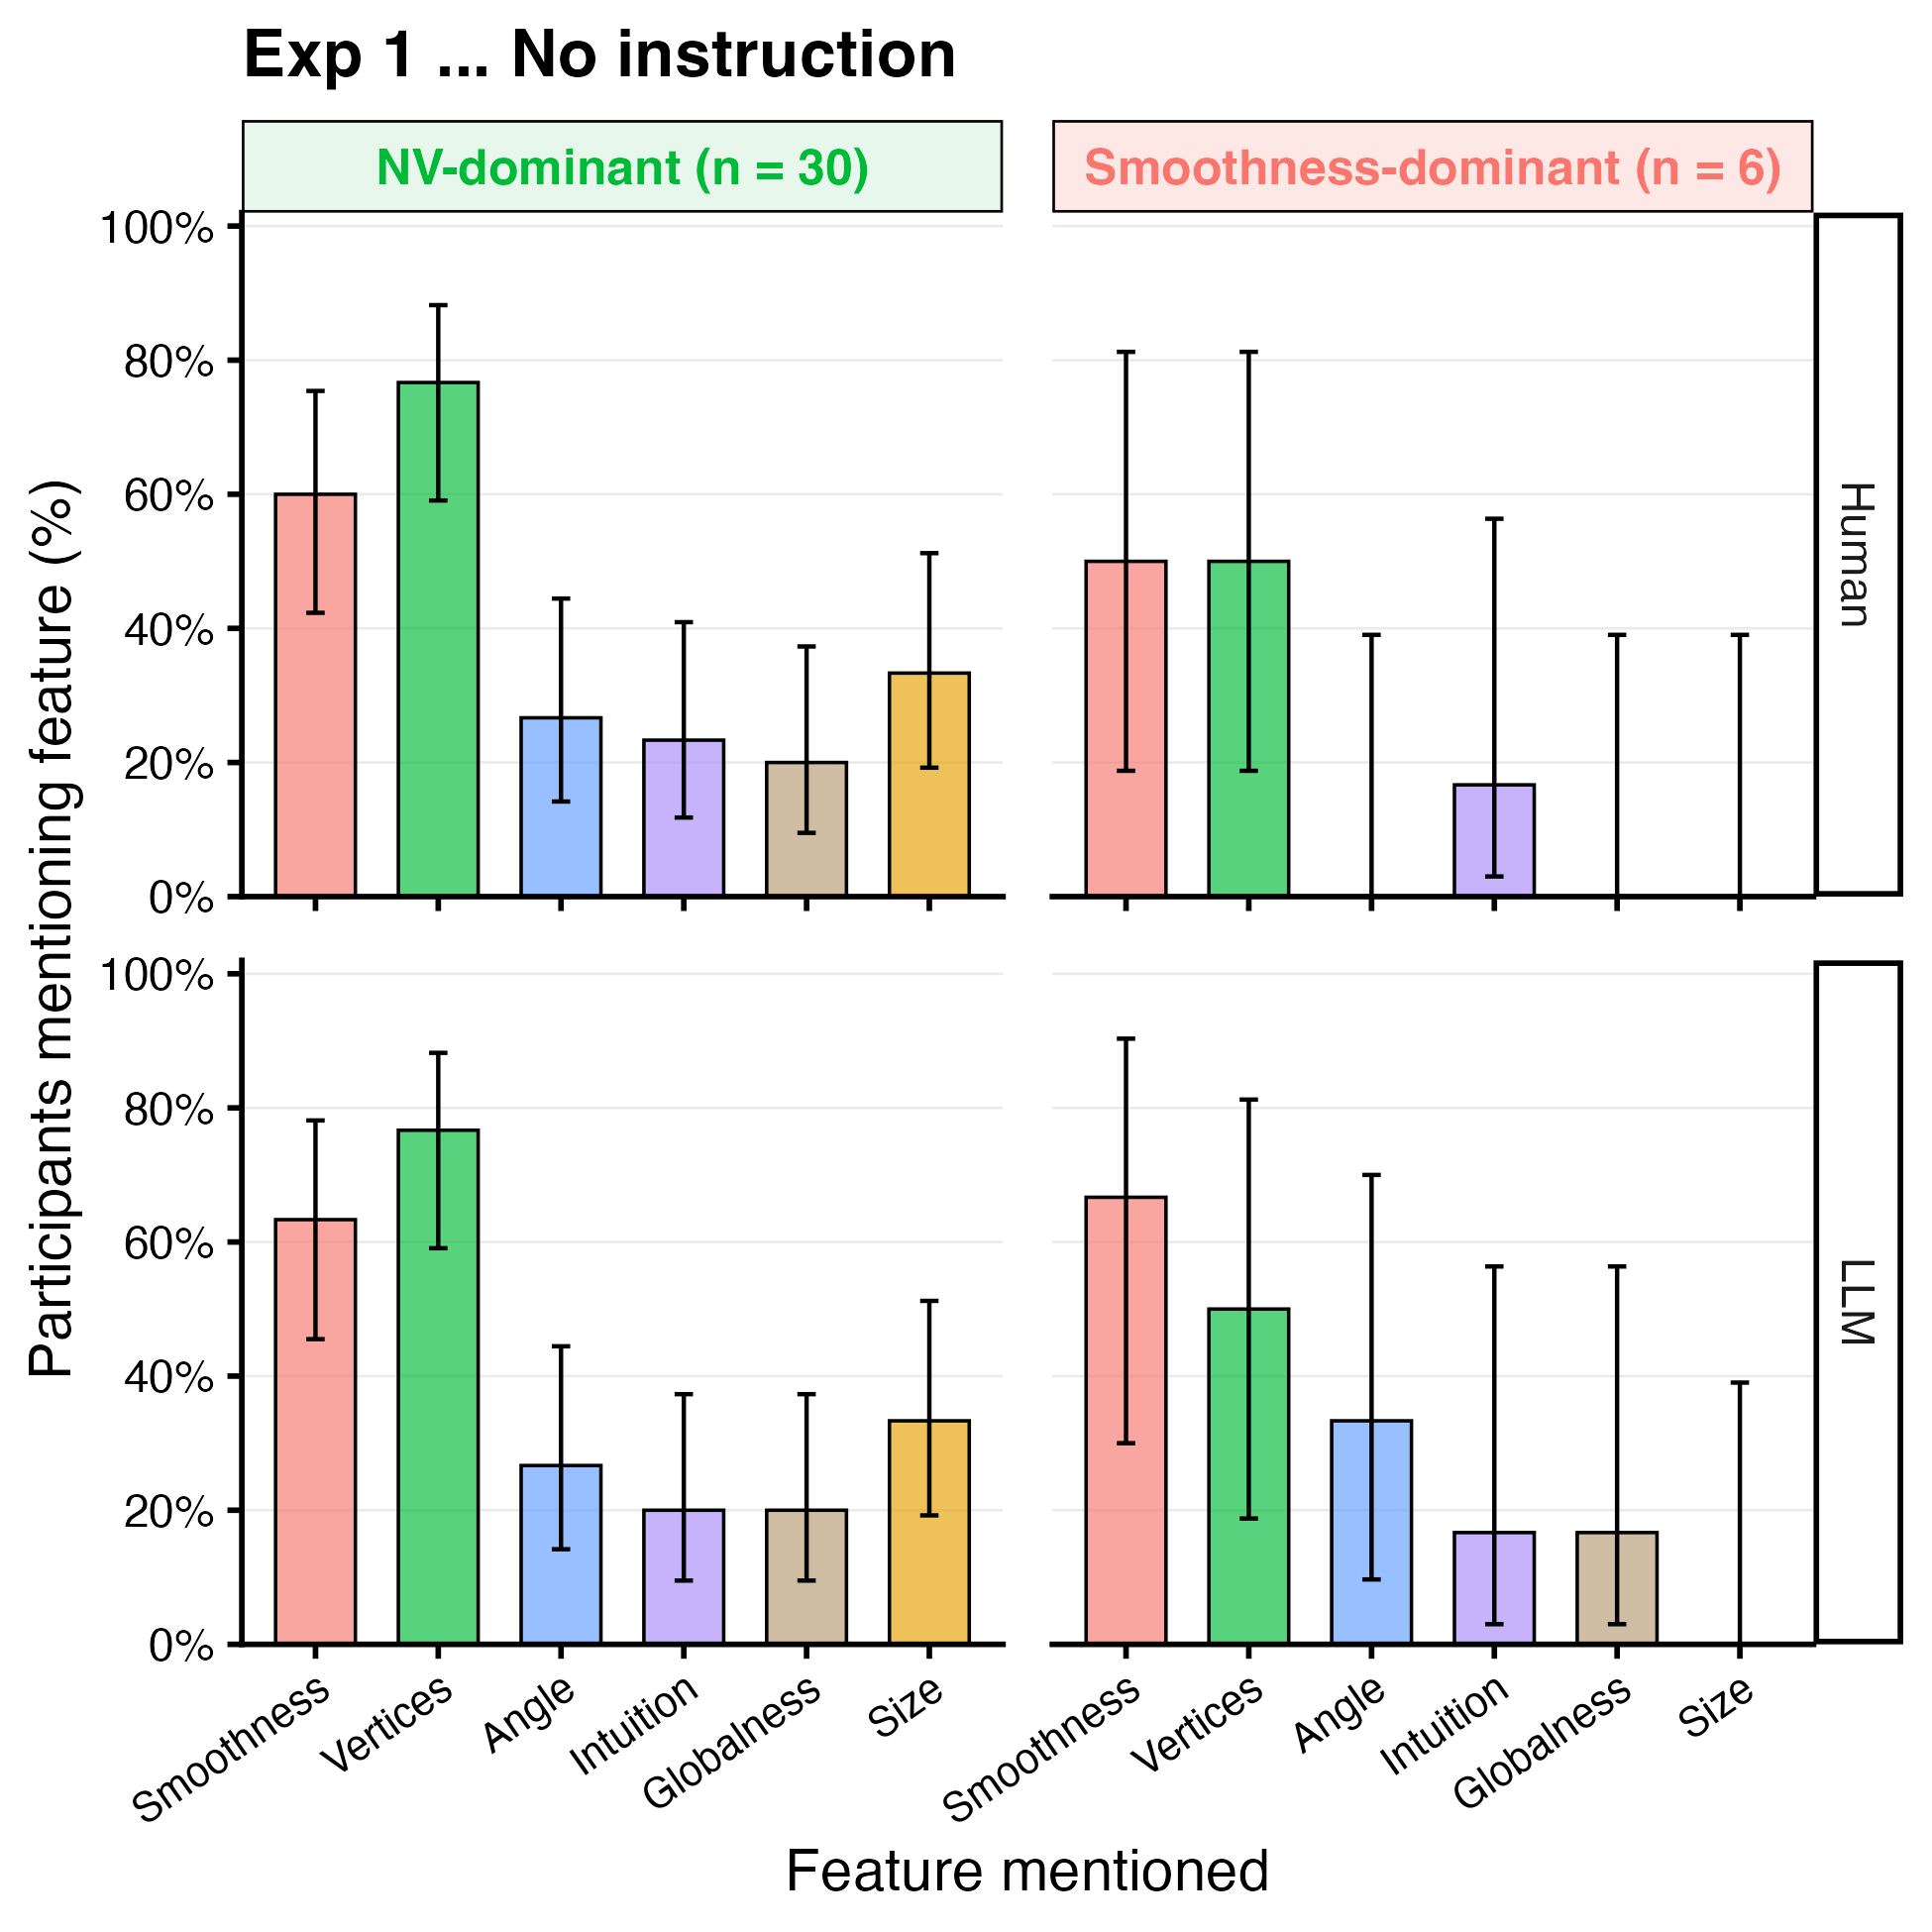 Exp 1 ... No instruction
NV-dominant (n = 30)
Smoothness-dominant (n = 6)
Participants mentioning feature (%)
100%
80%
60%
40%
20%
0%
Human
100%
80%
60%
40%
20%
0%
LLM
Smoothness
Vertices
Angle
Intuition
Globalness
Size
Smoothness
Vertices
Angle
Intuition
Globalness
Size
Feature mentioned